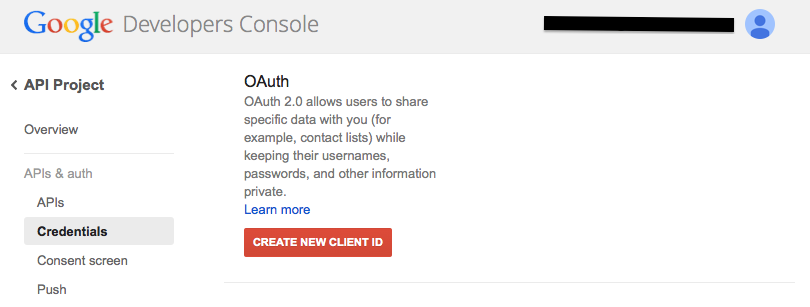 Google Developers Console
API Project
Overview
APIs & auth
APIs
Credentials
Consent screen
Push
OAuth
OAuth 2.0 allows users to share
specific data with you (for
example, contact lists) while
keeping their usernames,
passwords, and other information
private.
Learn more
CREATE NEW CLIENT ID